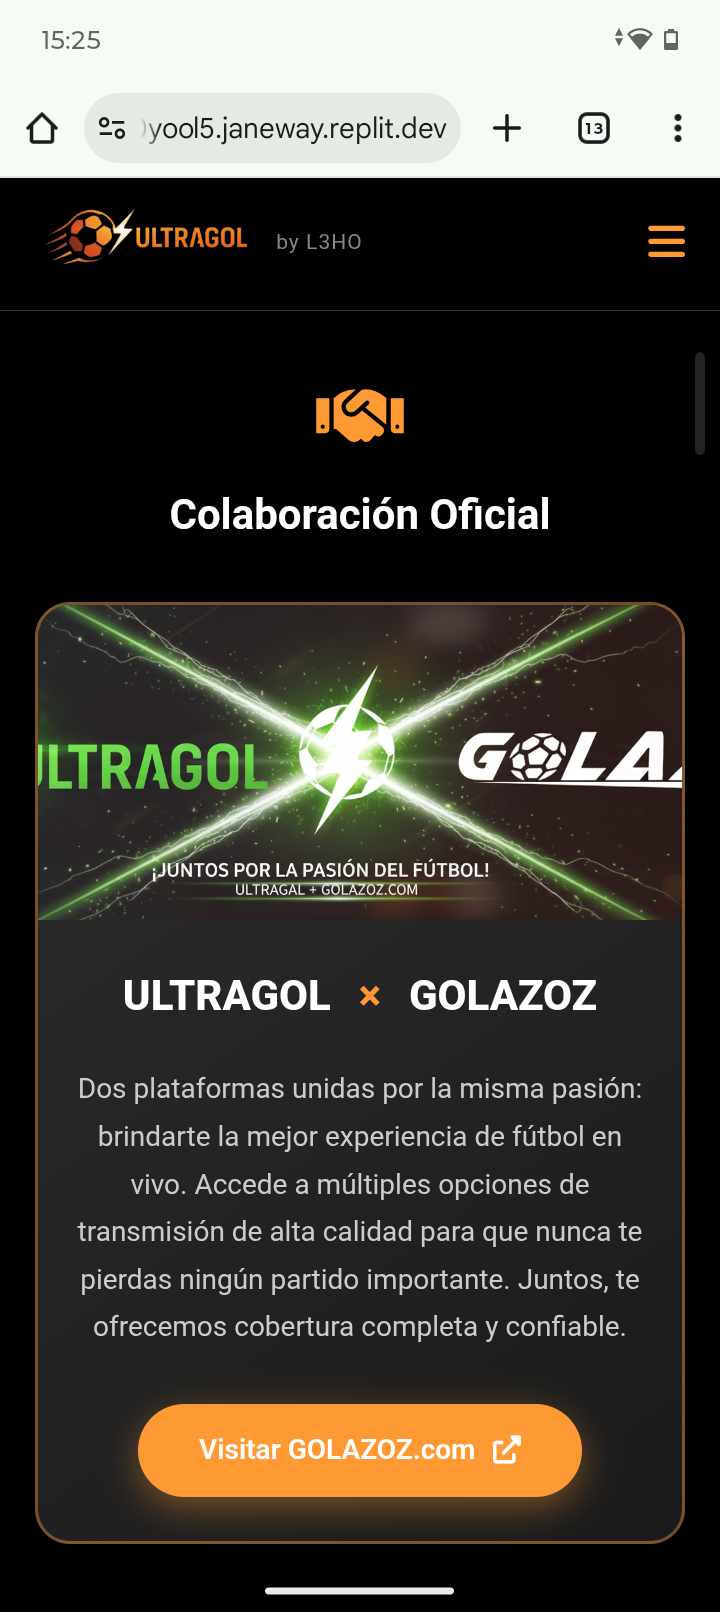 15:25
yool5.janeway.replit.dev
13
ULTRAGOL by L3HO
Colaboración Oficial
ULTRAGOL GOLA
¡JUNTOS POR LA PASIÓN DEL FÚTBOL!
ULTRAGAL + GOLAZOZ.COM
ULTRAGOL × GOLAZOZ
Dos plataformas unidas por la misma pasión:
brindarte la mejor experiencia de fútbol en
vivo. Accede a múltiples opciones de
transmisión de alta calidad para que nunca te
pierdas ningún partido importante. Juntos, te
ofrecemos cobertura completa y confiable.
Visitar GOLAZOZ.com